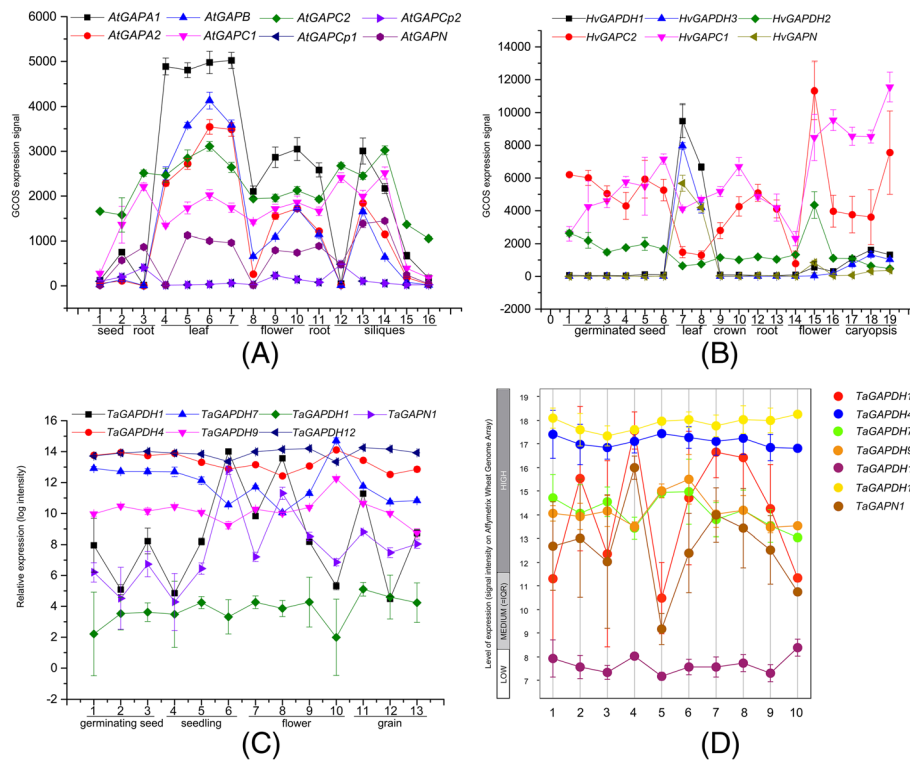 AtGAPA1 AtGAPB AtGAPC2 AtGAPCp2
AtGAPA2 AtGAPC1 AtGAPCp1 AtGAPN
GCOS expression signal
6000
5000
4000
3000
2000
1000
0
1 2 3 4 5 6 7 8 9 10 11 12 13 14 15 16
seed root leaf flower root siliques
(A)
HvGAPDH1 HvGAPDH3 HvGAPDH2
HvGAPC2 HvGAPC1 HvGAPN
GCOS expression signal
14000
12000
10000
8000
6000
4000
2000
0
-2000
0 1 2 3 4 5 6 7 8 9 10 12 13 14 15 16 17 18 19
germinated seed leaf crown root flower caryopsis
(B)
TaGAPDH1 TaGAPDH7 TaGAPDH1 TaGAPN1
TaGAPDH4 TaGAPDH9 TaGAPDH12
Relative expression (log intensity)
16
14
12
10
8
6
4
2
0
-2
1 2 3 4 5 6 7 8 9 10 11 12 13
germinating seed seedling flower grain
(C)
Level of expression (signal intensity on Affymetrix Wheat Genome Array)
HIGH
MEDIUM (=IQR)
LOW
19
18
17
16
15
14
13
12
11
10
9
8
7
1 2 3 4 5 6 7 8 9 10
TaGAPDH1
TaGAPDH4
TaGAPDH7
TaGAPDH9
TaGAPDH1
TaGAPDH1
TaGAPN1
(D)